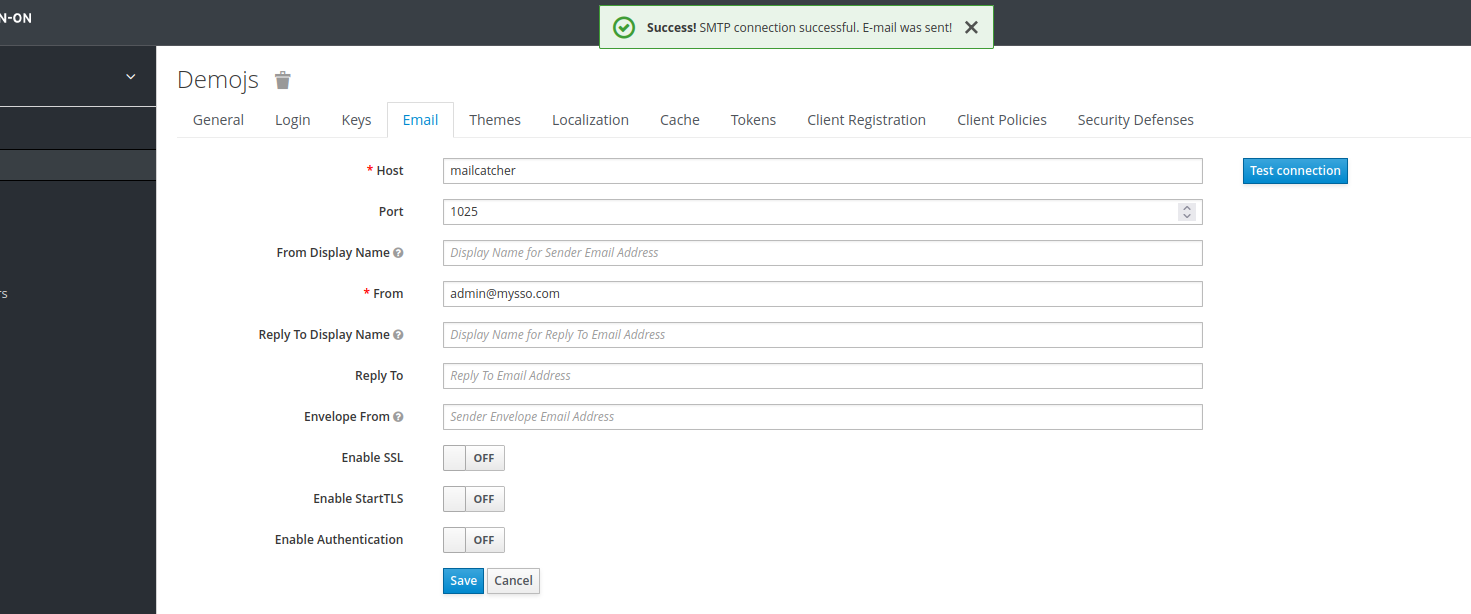 N-ON
Success! SMTP connection successful. E-mail was sent!
Demojs
General Login Keys Email Themes Localization Cache Tokens Client Registration Client Policies Security Defenses
* Host mailcatcher Test connection
Port 1025
From Display Name Display Name for Sender Email Address
* From admin@mysso.com
rs
Reply To Display Name Display Name for Reply To Email Address
Reply To Reply To Email Address
Envelope From Sender Envelope Email Address
Enable SSL OFF
Enable StartTLS OFF
Enable Authentication OFF
Save Cancel